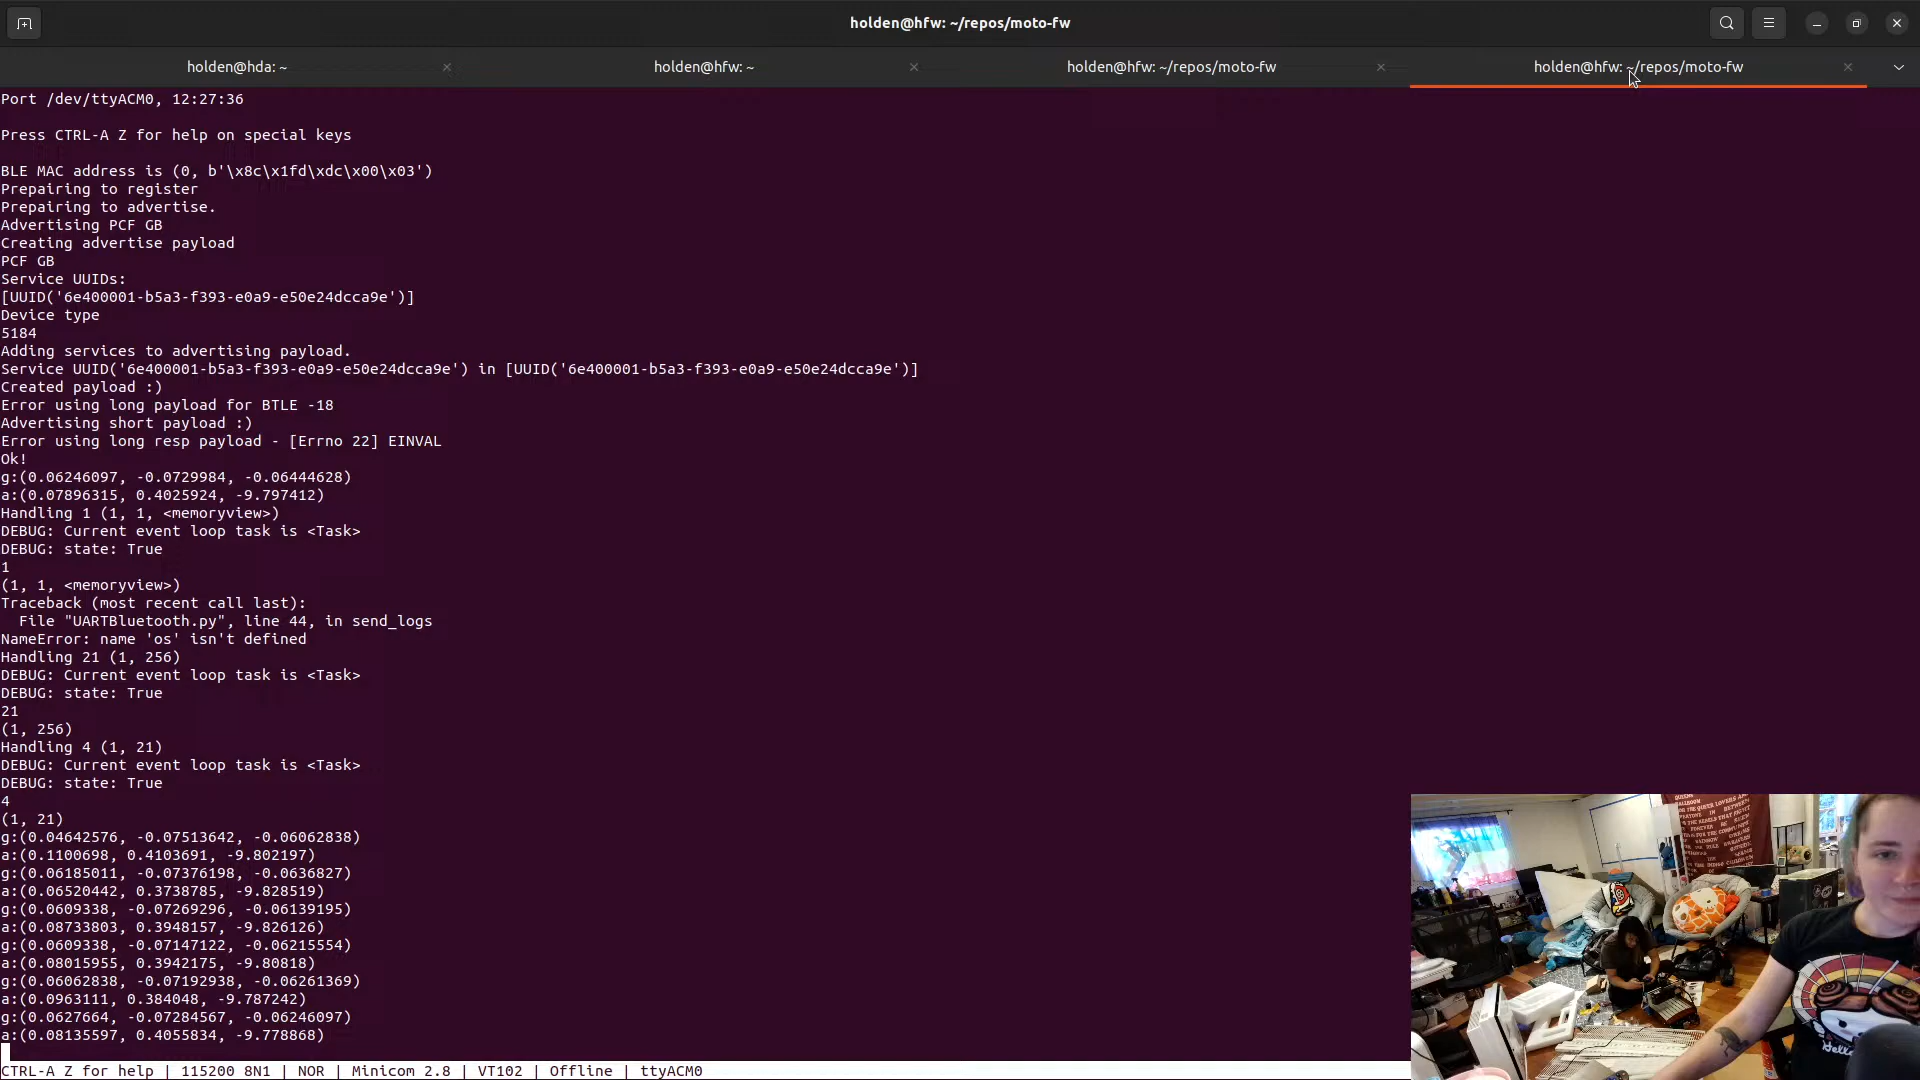 holden@hfw: ~/repos/moto-fw
holden@hda: ~
holden@hfw: ~
holden@hfw: ~/repos/moto-fw
holden@hfw: ~/repos/moto-fw
Port /dev/ttyACM0, 12:27:36
Press CTRL-A Z for help on special keys
BLE MAC address is (0, b'\x8c\x1fd\xdc\x00\x03')
Prepairing to register
Prepairing to advertise.
Advertising PCF GB
Creating advertise payload
PCF GB
Service UUIDs:
[UUID('6e400001-b5a3-f393-e0a9-e50e24dcca9e')]
Device type
5184
Adding services to advertising payload.
Service UUID('6e400001-b5a3-f393-e0a9-e50e24dcca9e') in [UUID('6e400001-b5a3-f393-e0a9-e50e24dcca9e')]
Created payload :)
Error using long payload for BTLE -18
Advertising short payload :)
Error using long resp payload - [Errno 22] EINVAL
Ok!
g:(0.06246097, -0.0729984, -0.06444628)
a:(0.07896315, 0.4025924, -9.797412)
Handling 1 (1, 1, <memoryview>)
DEBUG: Current event loop task is <Task>
DEBUG: state: True
1
(1, 1, <memoryview>)
Traceback (most recent call last):
  File "UARTBluetooth.py", line 44, in send_logs
NameError: name 'os' isn't defined
Handling 21 (1, 256)
DEBUG: Current event loop task is <Task>
DEBUG: state: True
21
(1, 256)
Handling 4 (1, 21)
DEBUG: Current event loop task is <Task>
DEBUG: state: True
4
(1, 21)
g:(0.04642576, -0.07513642, -0.06062838)
a:(0.1100698, 0.4103691, -9.802197)
g:(0.06185011, -0.07376198, -0.0636827)
a:(0.06520442, 0.3738785, -9.828519)
g:(0.0609338, -0.07269296, -0.06139195)
a:(0.08733803, 0.3948157, -9.826126)
g:(0.0609338, -0.07147122, -0.06215554)
a:(0.08015955, 0.3942175, -9.80818)
g:(0.06062838, -0.07192938, -0.06261369)
a:(0.0963111, 0.384048, -9.787242)
g:(0.0627664, -0.07284567, -0.06246097)
a:(0.08135597, 0.4055834, -9.778868)
CTRL-A Z for help | 115200 8N1 | NOR | Minicom 2.8 | VT102 | Offline | ttyACM0